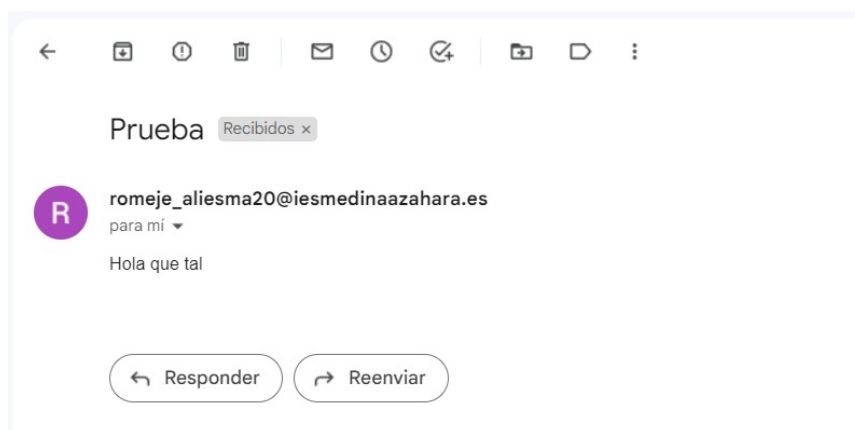 Prueba Recibidos ×
R
romeje_aliesma20@iesmedinaazahara.es
para mí
Hola que tal
Responder Reenviar